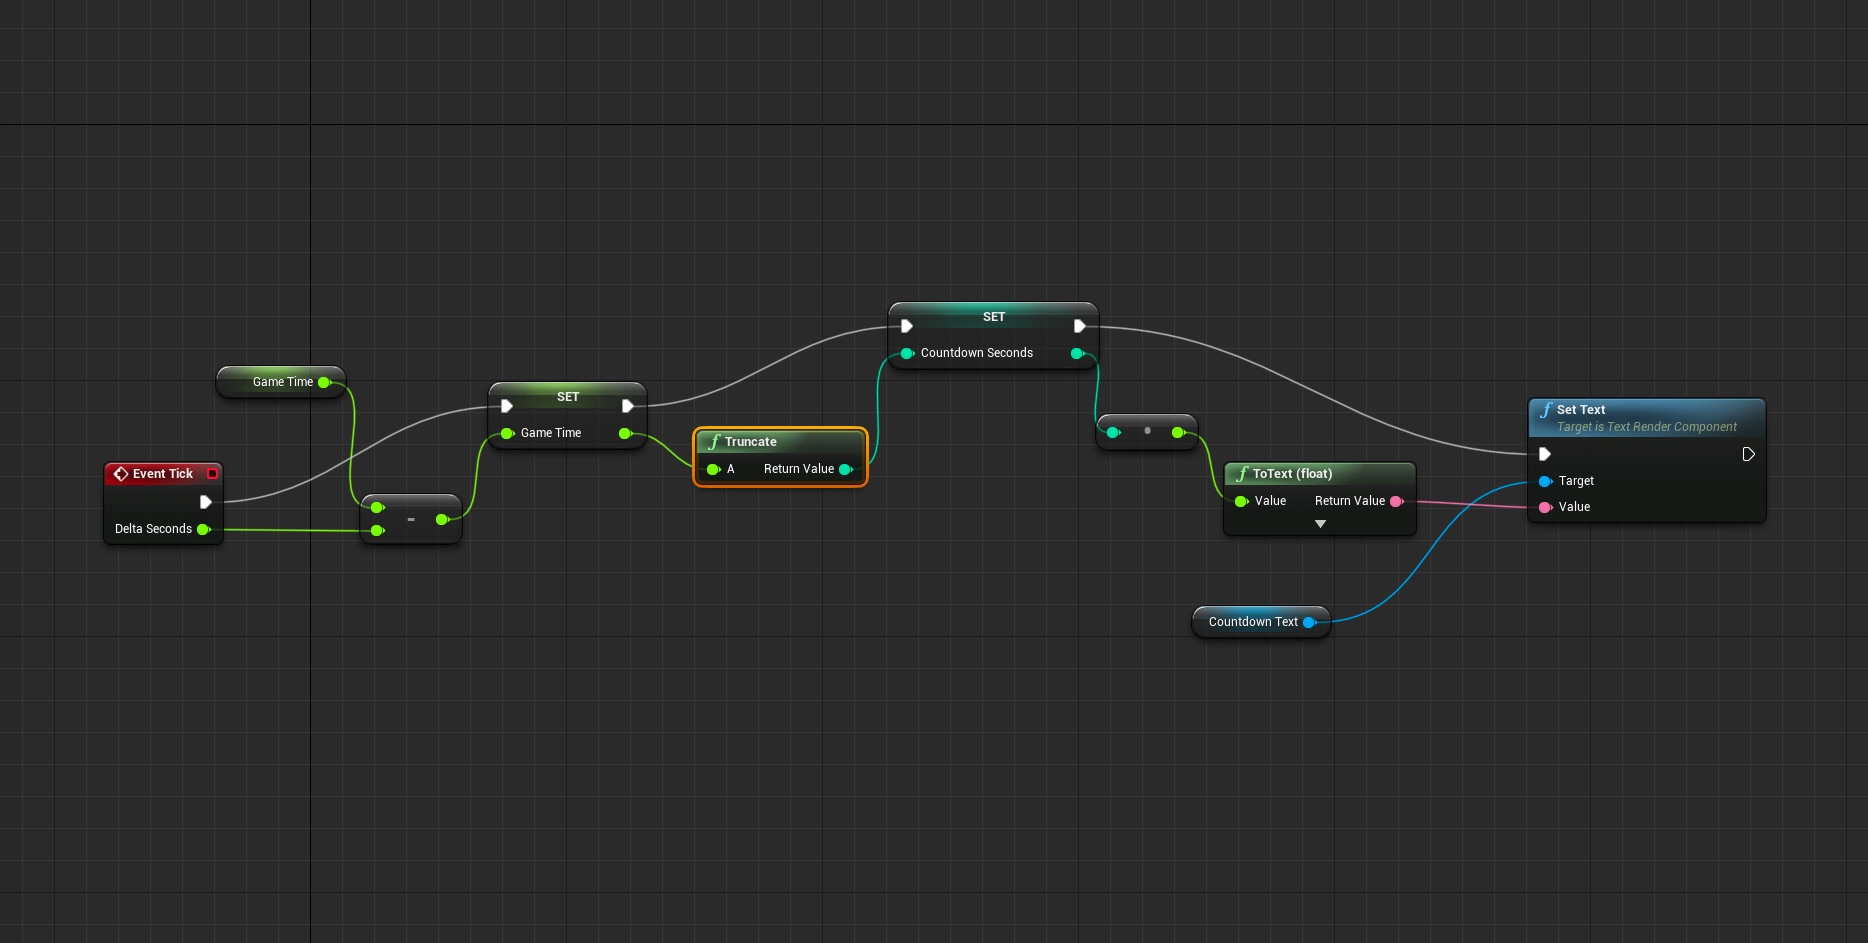 Event Tick
Delta Seconds
Game Time
-
SET
Game Time
f Truncate
A Return Value
SET
Countdown Seconds
f ToText (float)
Value Return Value
Countdown Text
f Set Text
Target is Text Render Component
Target
Value